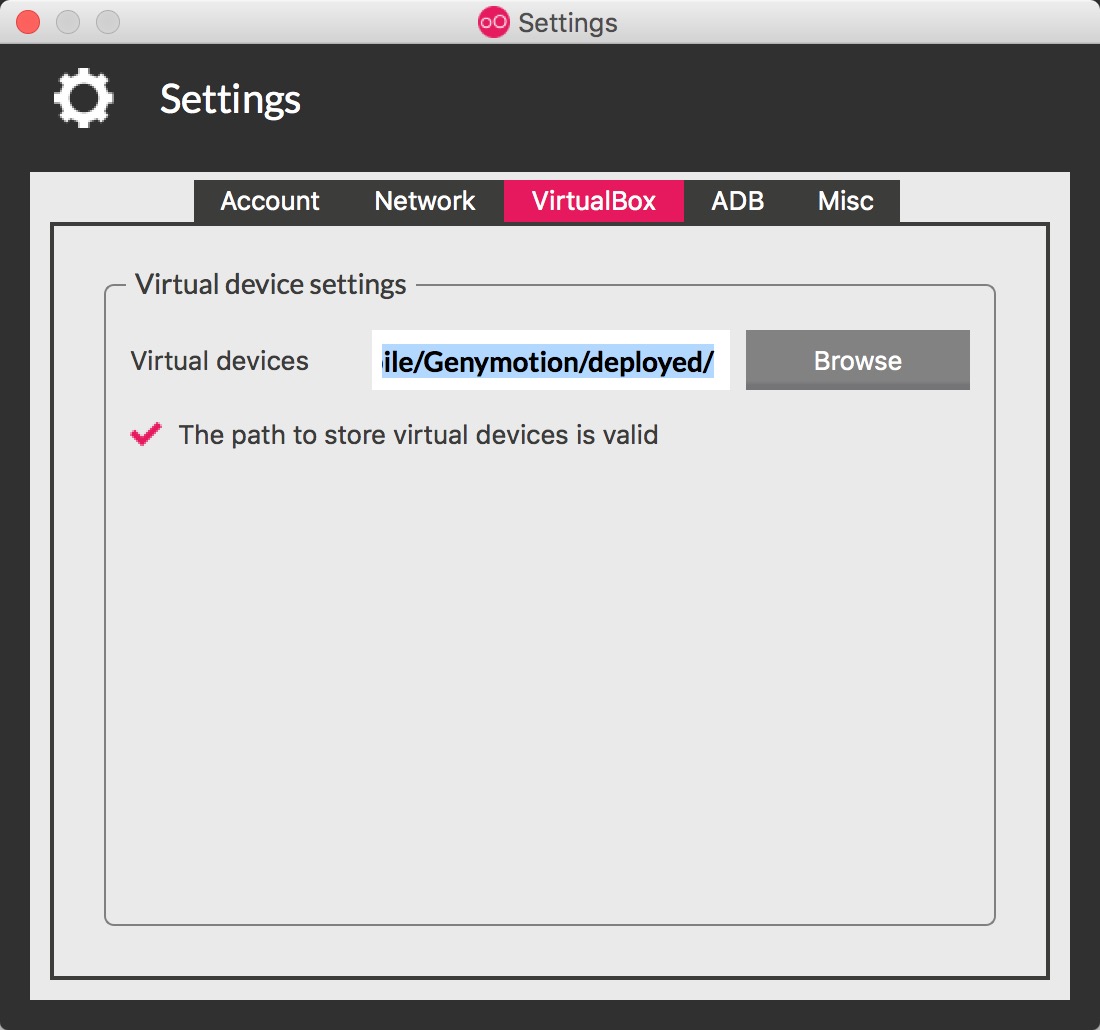 Settings
Settings
Account Network VirtualBox ADB Misc
Virtual device settings
Virtual devices ile/Genymotion/deployed/ Browse
The path to store virtual devices is valid